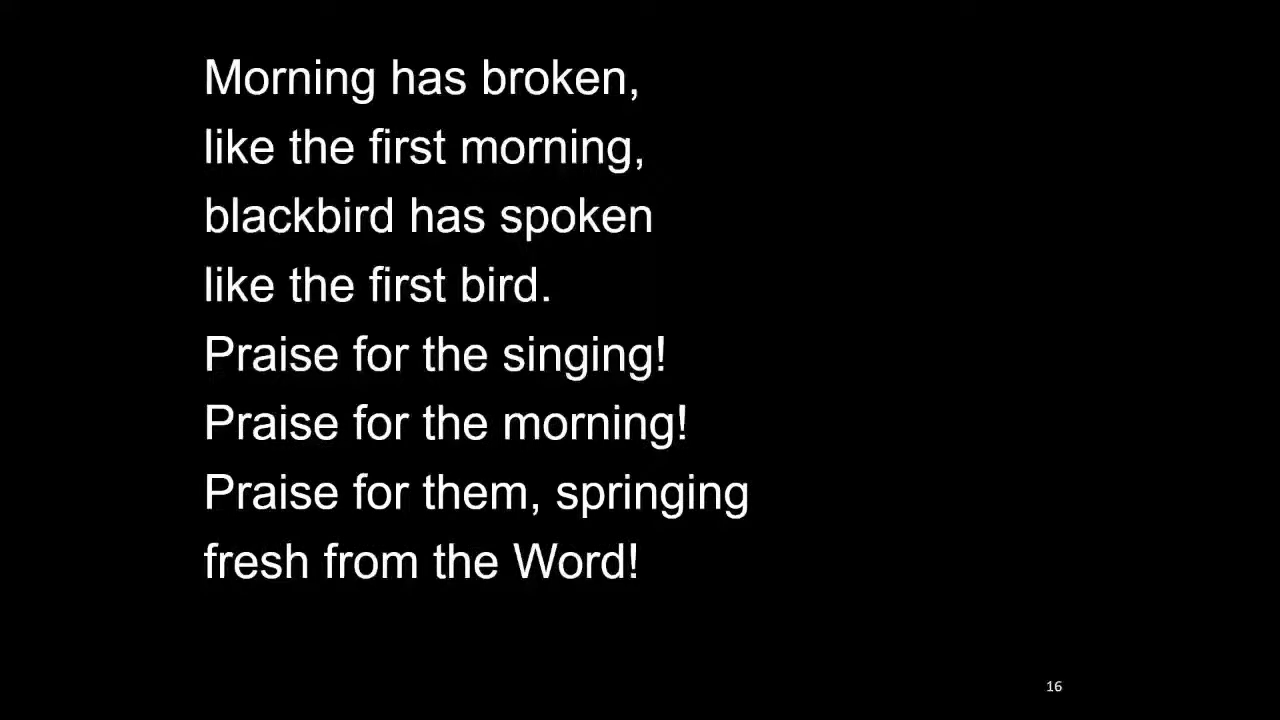 Morning has broken,
like the first morning,
blackbird has spoken
like the first bird.
Praise for the singing!
Praise for the morning!
Praise for them, springing
fresh from the Word!
16